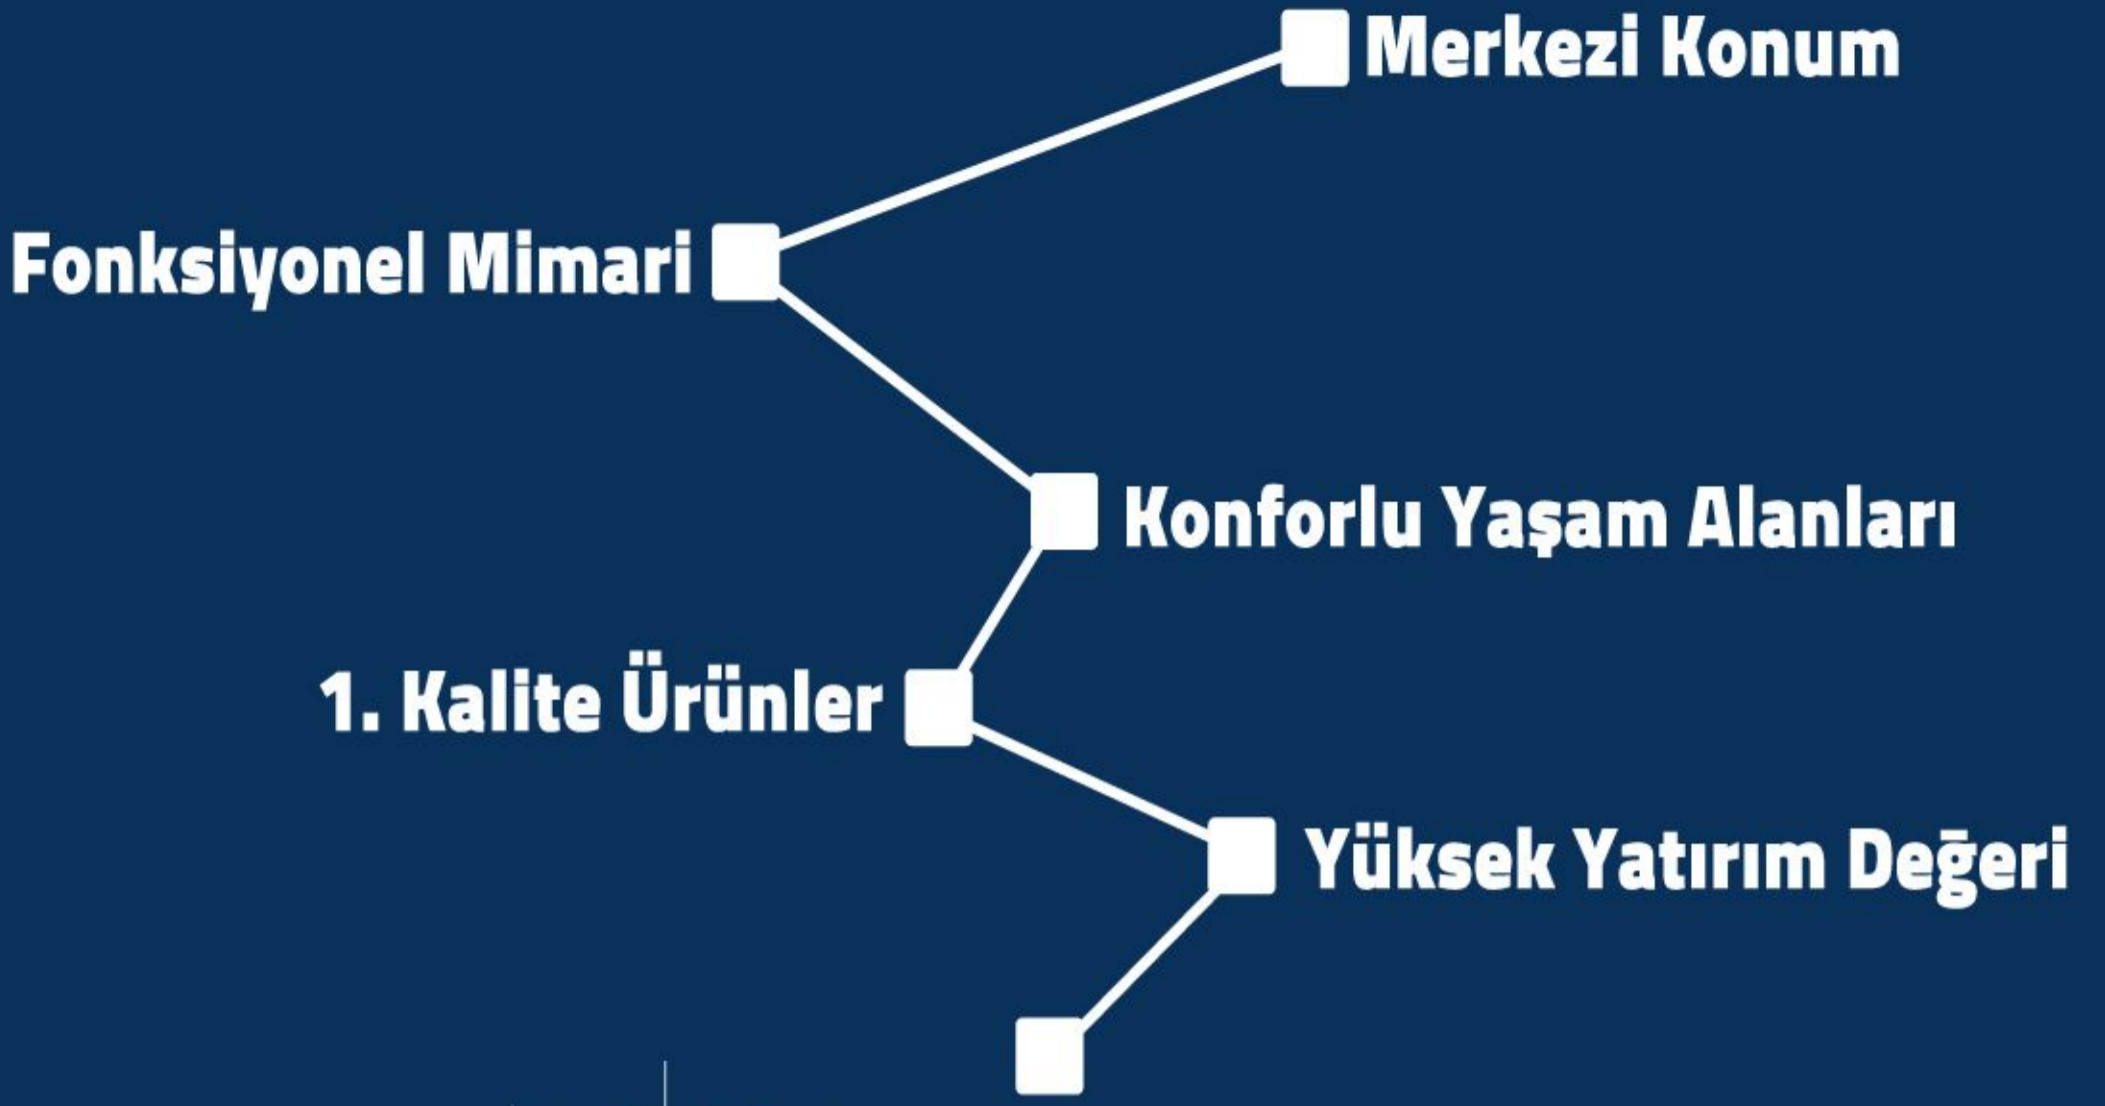 Merkezi Konum
Fonksiyonel Mimari
Konforlu Yaşam Alanları
1. Kalite Ürünler
Yüksek Yatırım Değeri